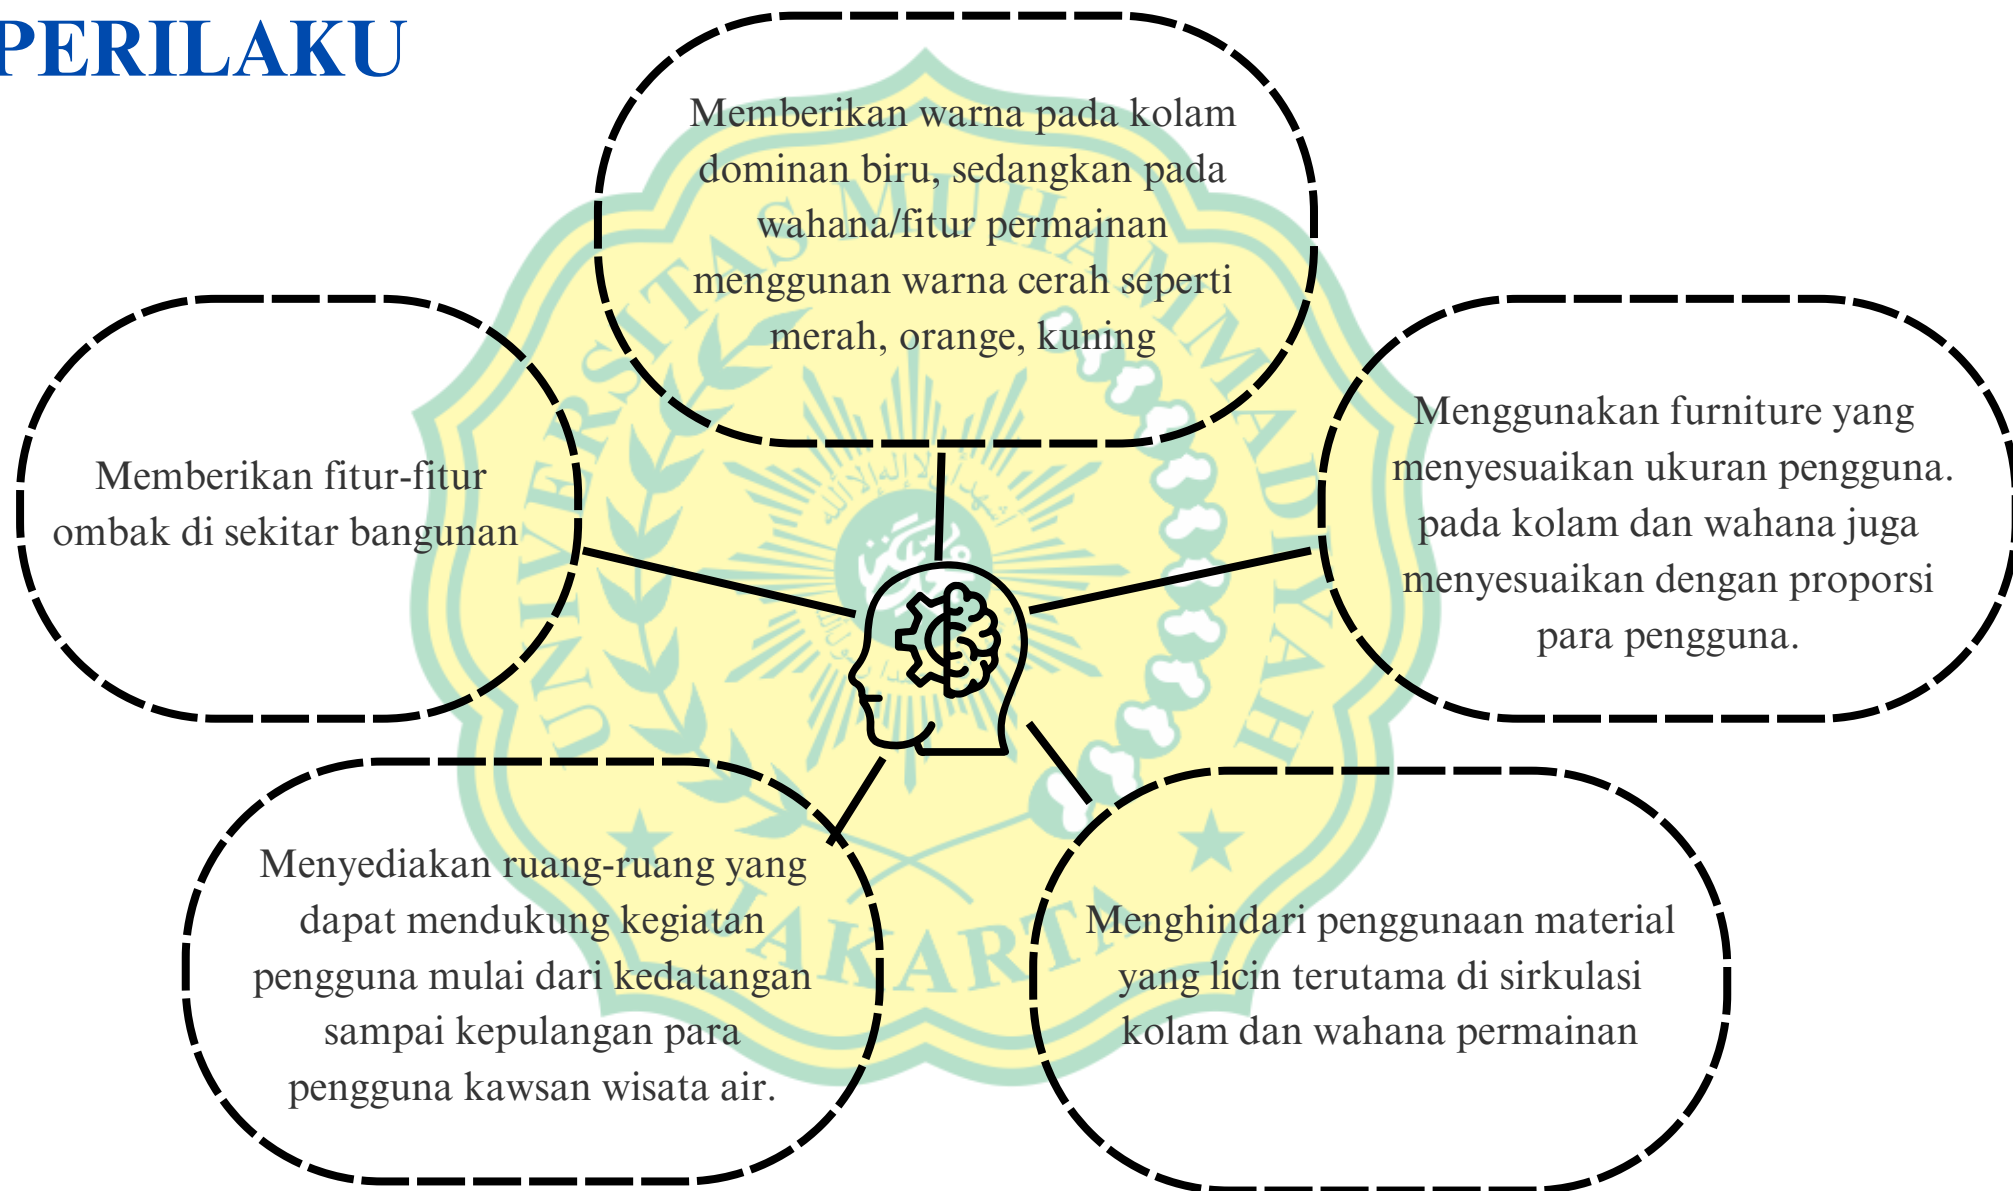 PERILAKU
Memberikan warna pada kolam
dominan biru, sedangkan pada
wahana/fitur permainan
menggunan warna cerah seperti
merah, orange, kuning
Memberikan fitur-fitur
ombak di sekitar bangunan
Menggunakan furniture yang
menyesuaikan ukuran pengguna.
pada kolam dan wahana juga
menyesuaikan dengan proporsi
para pengguna.
Menyediakan ruang-ruang yang
dapat mendukung kegiatan
pengguna mulai dari kedatangan
sampai kepulangan para
pengguna kawsan wisata air.
Menghindari penggunaan material
yang licin terutama di sirkulasi
kolam dan wahana permainan
UNIVERSITAS MUHAMMADIYAH
JAKARTA